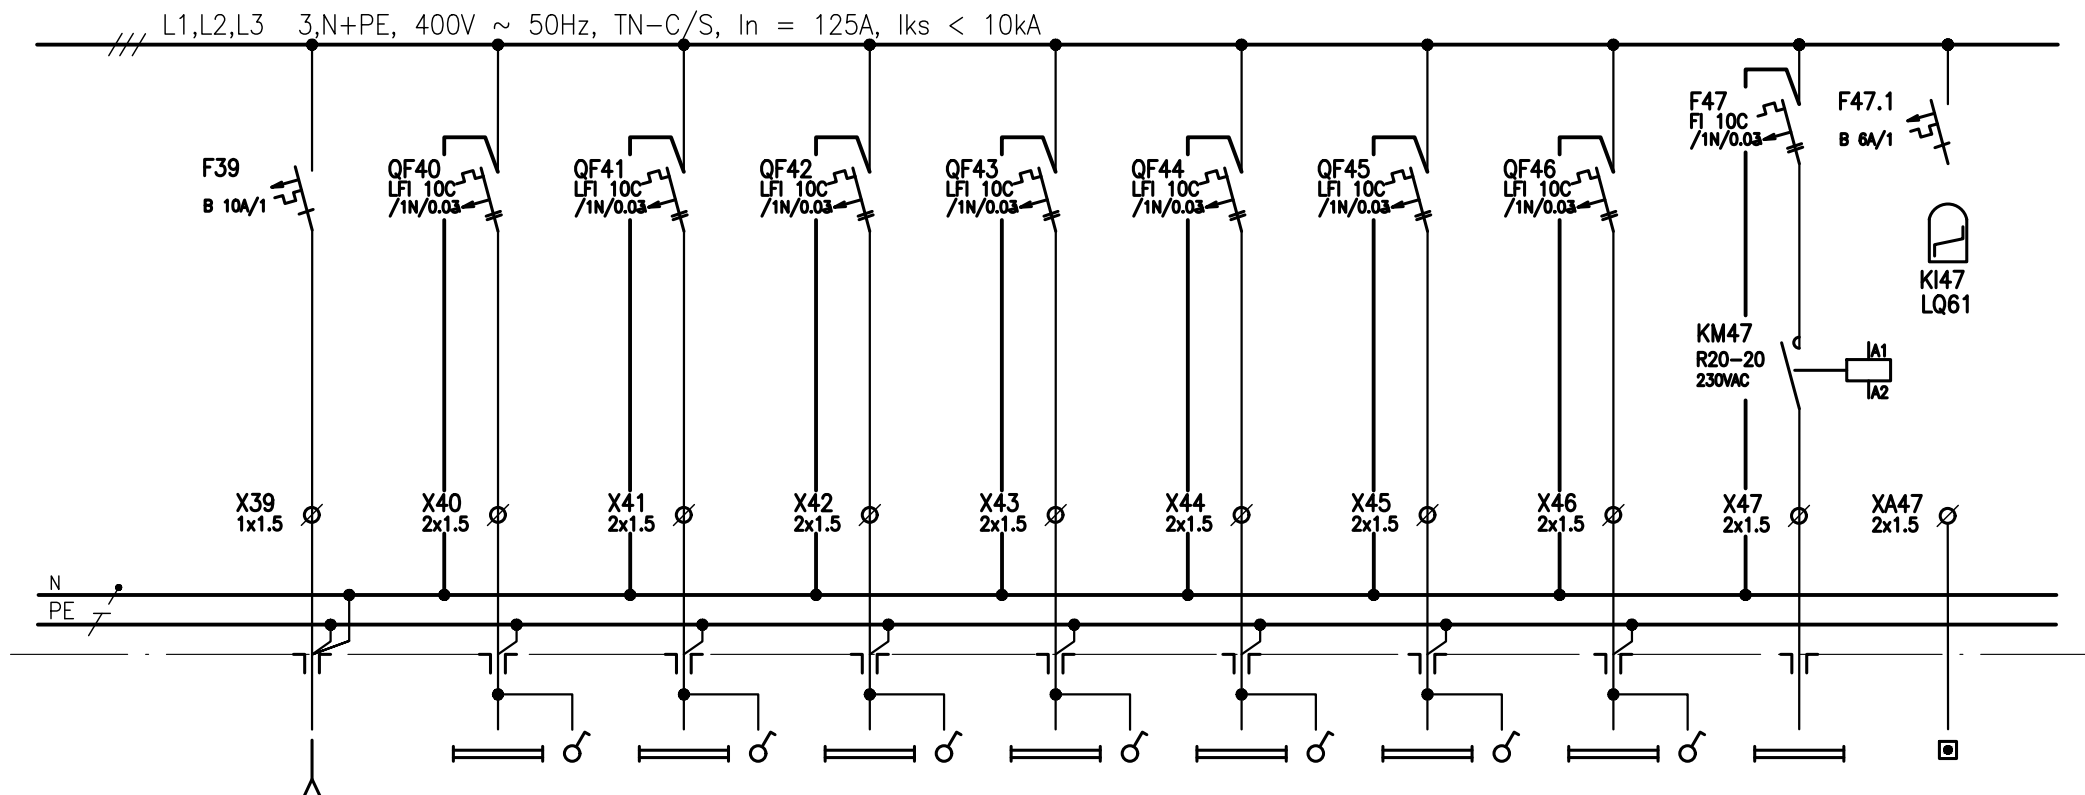 L1,L2,L3 3,N+PE, 400V ~ 50Hz, TN-C/S, In = 125A, Iks < 10kA
F39
B 10A/1
QF40
LFI 10C
/1N/0.03
QF41
LFI 10C
/1N/0.03
QF42
LFI 10C
/1N/0.03
QF43
LFI 10C
/1N/0.03
QF44
LFI 10C
/1N/0.03
QF45
LFI 10C
/1N/0.03
QF46
LFI 10C
/1N/0.03
F47
FI 10C
/1N/0.03
F47.1
B 6A/1
KI47
LQ61
KM47
R20-20
230VAC
A1
A2
X39
1x1.5
X40
2x1.5
X41
2x1.5
X42
2x1.5
X43
2x1.5
X44
2x1.5
X45
2x1.5
X46
2x1.5
X47
2x1.5
XA47
2x1.5
N
PE